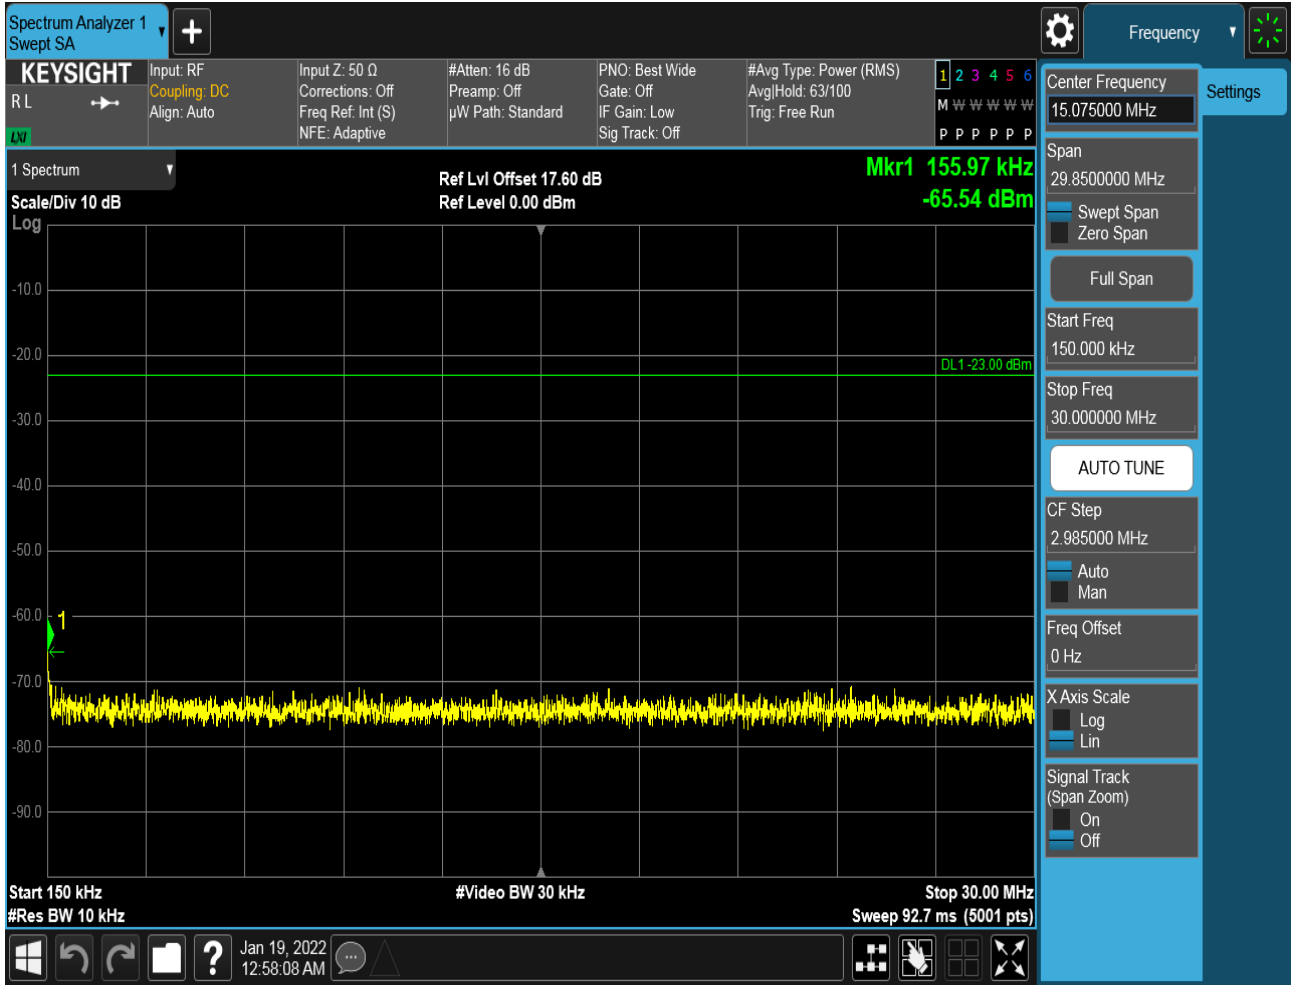 Spectrum Analyzer 1
Swept SA
+
Frequency
KEYSIGHT
R L
LXI
Input: RF
Coupling: DC
Align: Auto
Input Z: 50 Ω
Corrections: Off
Freq Ref: Int (S)
NFE: Adaptive
#Atten: 16 dB
Preamp: Off
µW Path: Standard
PNO: Best Wide
Gate: Off
IF Gain: Low
Sig Track: Off
#Avg Type: Power (RMS)
Avg|Hold: 63/100
Trig: Free Run
1 2 3 4 5 6
M W W W W W
P P P P P P
1 Spectrum
Scale/Div 10 dB
Log
Ref Lvl Offset 17.60 dB
Ref Level 0.00 dBm
Mkr1 155.97 kHz
-65.54 dBm
-10.0
-20.0
DL1 -23.00 dBm
-30.0
-40.0
-50.0
-60.0
1
-70.0
-80.0
-90.0
Start 150 kHz
#Video BW 30 kHz
Stop 30.00 MHz
#Res BW 10 kHz
Sweep 92.7 ms (5001 pts)
?
Jan 19, 2022
12:58:08 AM
Center Frequency
15.075000 MHz
Settings
Span
29.8500000 MHz
Swept Span
Zero Span
Full Span
Start Freq
150.000 kHz
Stop Freq
30.000000 MHz
AUTO TUNE
CF Step
2.985000 MHz
Auto
Man
Freq Offset
0 Hz
X Axis Scale
Log
Lin
Signal Track
(Span Zoom)
On
Off